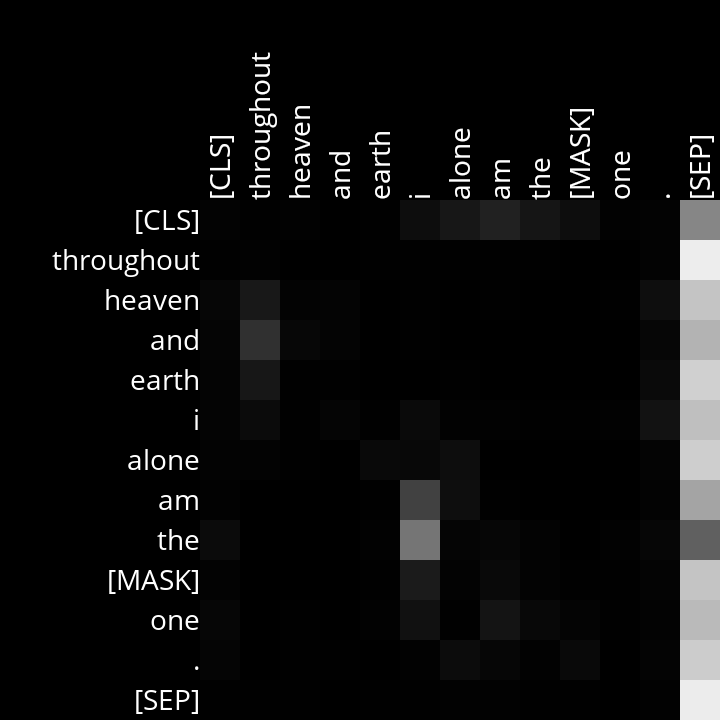 [CLS]
throughout
heaven
and
earth
i
alone
am
the
[MASK]
one
.
[SEP]
[CLS]
throughout
heaven
and
earth
i
alone
am
the
[MASK]
one
.
[SEP]